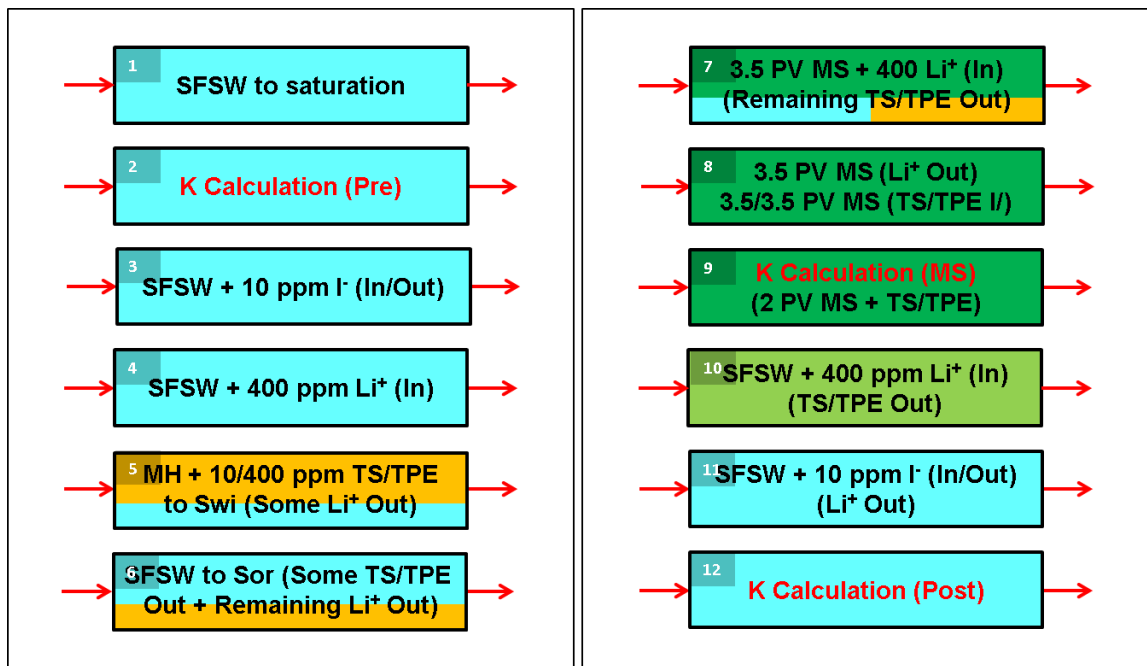 1
SFSW to saturation
2
K Calculation (Pre)
3
SFSW + 10 ppm I⁻ (In/Out)
4
SFSW + 400 ppm Li⁺ (In)
5
MH + 10/400 ppm TS/TPE
to Swi (Some Li⁺ Out)
6
SFSW to Sor (Some TS/TPE
Out + Remaining Li⁺ Out)
7
3.5 PV MS + 400 Li⁺ (In)
(Remaining TS/TPE Out)
8
3.5 PV MS (Li⁺ Out)
3.5/3.5 PV MS (TS/TPE I/)
9
K Calculation (MS)
(2 PV MS + TS/TPE)
10
SFSW + 400 ppm Li⁺ (In)
(TS/TPE Out)
11
SFSW + 10 ppm I⁻ (In/Out)
(Li⁺ Out)
12
K Calculation (Post)